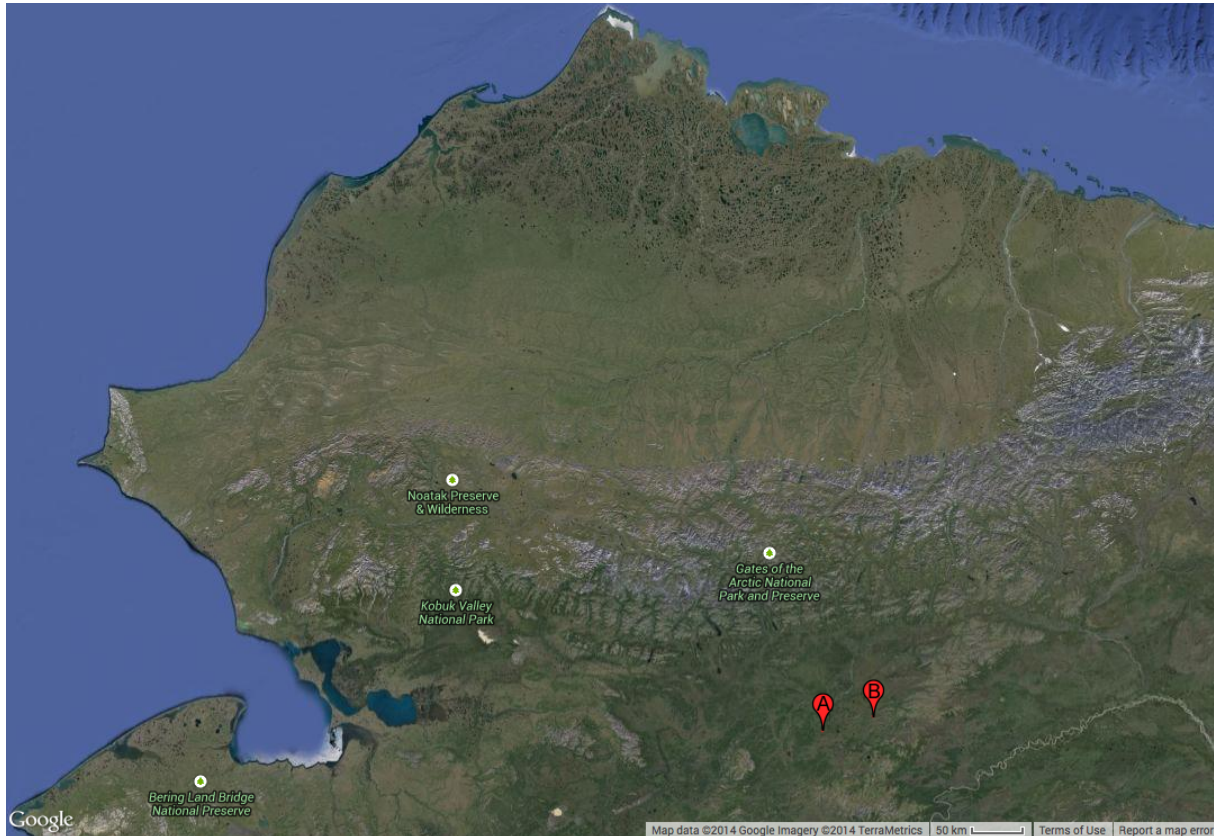 Noatak Preserve
& Wilderness
Gates of the
Arctic National
Park and Preserve
Kobuk Valley
National Park
A
B
Bering Land Bridge
National Preserve
Google
Map data ©2014 Google Imagery ©2014 TerraMetrics
50 km
Terms of Use
Report a map error